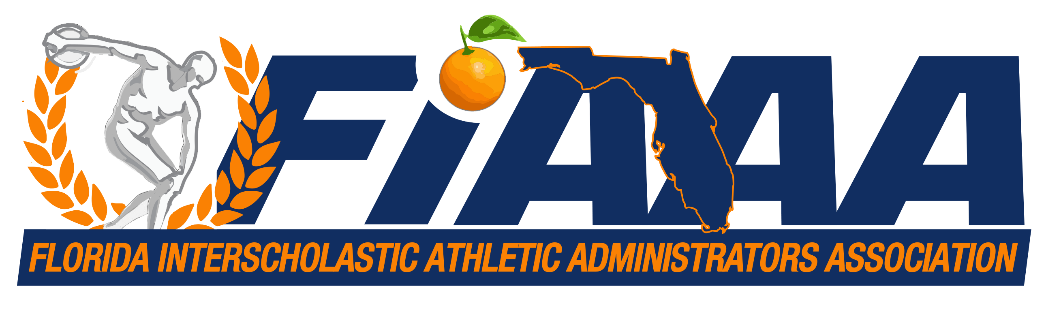 FiAAA
FLORIDA INTERSCHOLASTIC ATHLETIC ADMINISTRATORS ASSOCIATION